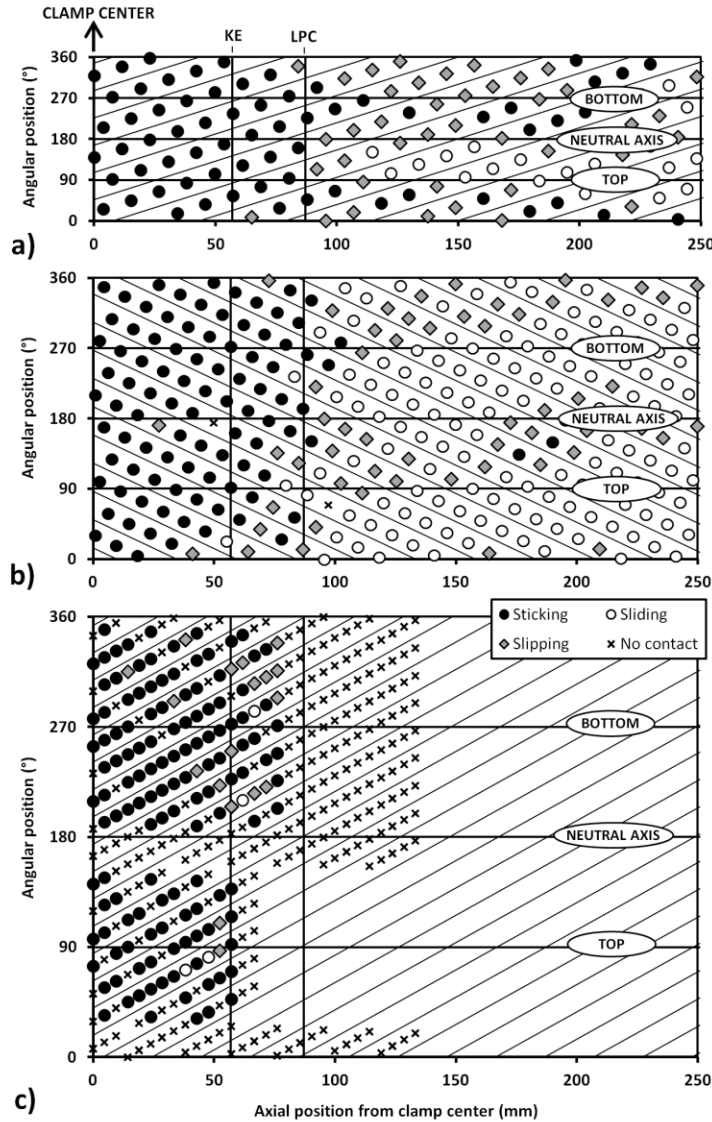 CLAMP CENTER
KE LPC
Angular position (°)
360
270
180
90
0
BOTTOM
NEUTRAL AXIS
TOP
0 50 100 150 200 250
a)
Angular position (°)
360
270
180
90
0
BOTTOM
NEUTRAL AXIS
TOP
0 50 100 150 200 250
b)
Angular position (°)
360
270
180
90
0
Sticking Sliding
Slipping No contact
BOTTOM
NEUTRAL AXIS
TOP
0 50 100 150 200 250
c)
Axial position from clamp center (mm)